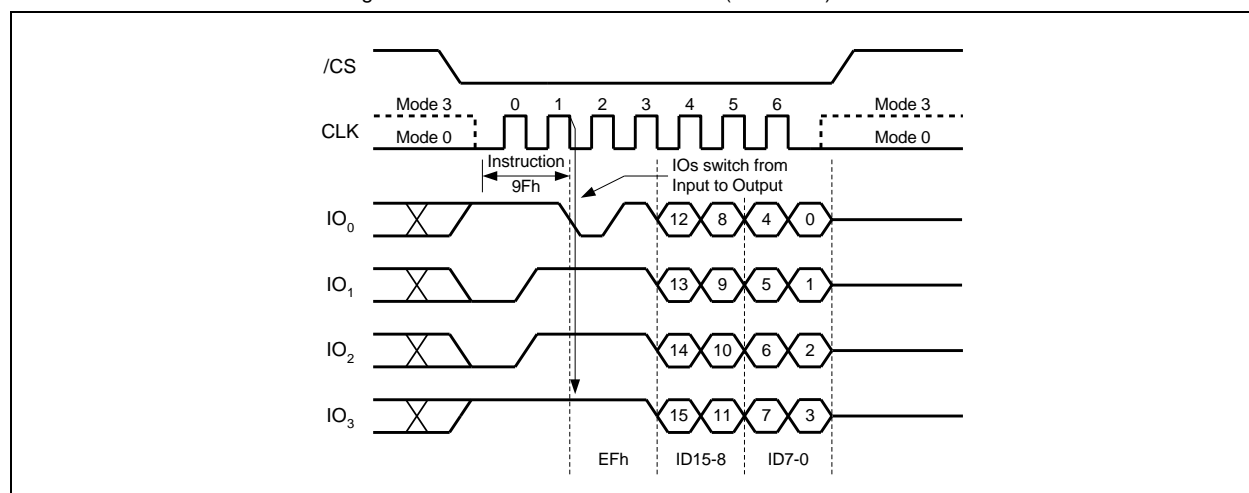 /CS
Mode 3 0 1 2 3 4 5 6 Mode 3
CLK Mode 0 Mode 0
Instruction
9Fh
IOs switch from
Input to Output
IO0 12 8 4 0
IO1 13 9 5 1
IO2 14 10 6 2
IO3 15 11 7 3
EFh ID15-8 ID7-0